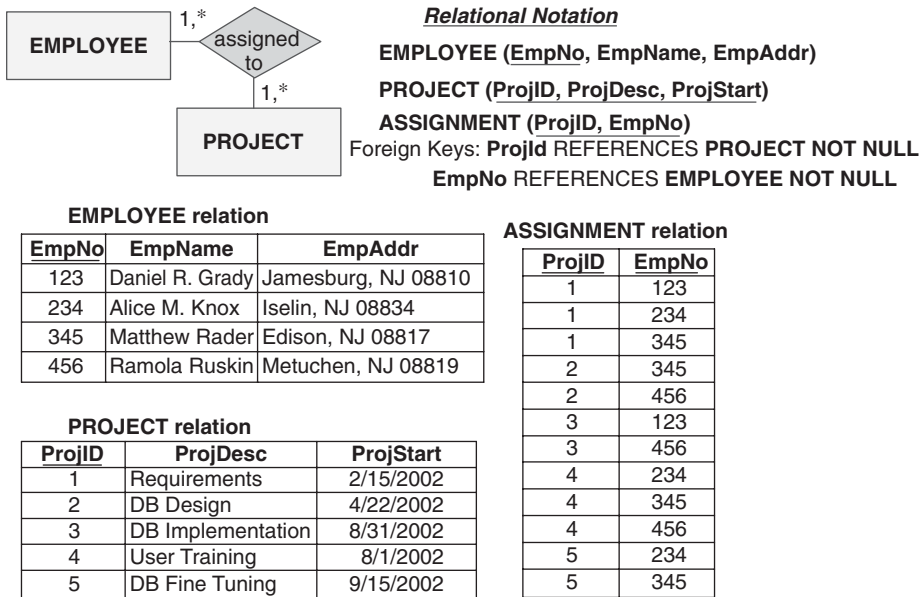 EMPLOYEE
1,*
assigned
to
1,*
PROJECT
Relational Notation
EMPLOYEE (EmpNo, EmpName, EmpAddr)
PROJECT (ProjID, ProjDesc, ProjStart)
ASSIGNMENT (ProjID, EmpNo)
Foreign Keys: ProjId REFERENCES PROJECT NOT NULL
EmpNo REFERENCES EMPLOYEE NOT NULL
EMPLOYEE relation
EmpNo EmpName EmpAddr
123 Daniel R. Grady Jamesburg, NJ 08810
234 Alice M. Knox Iselin, NJ 08834
345 Matthew Rader Edison, NJ 08817
456 Ramola Ruskin Metuchen, NJ 08819
PROJECT relation
ProjID ProjDesc ProjStart
1 Requirements 2/15/2002
2 DB Design 4/22/2002
3 DB Implementation 8/31/2002
4 User Training 8/1/2002
5 DB Fine Tuning 9/15/2002
ASSIGNMENT relation
ProjID EmpNo
1 123
1 234
1 345
2 345
2 456
3 123
3 456
4 234
4 345
4 456
5 234
5 345